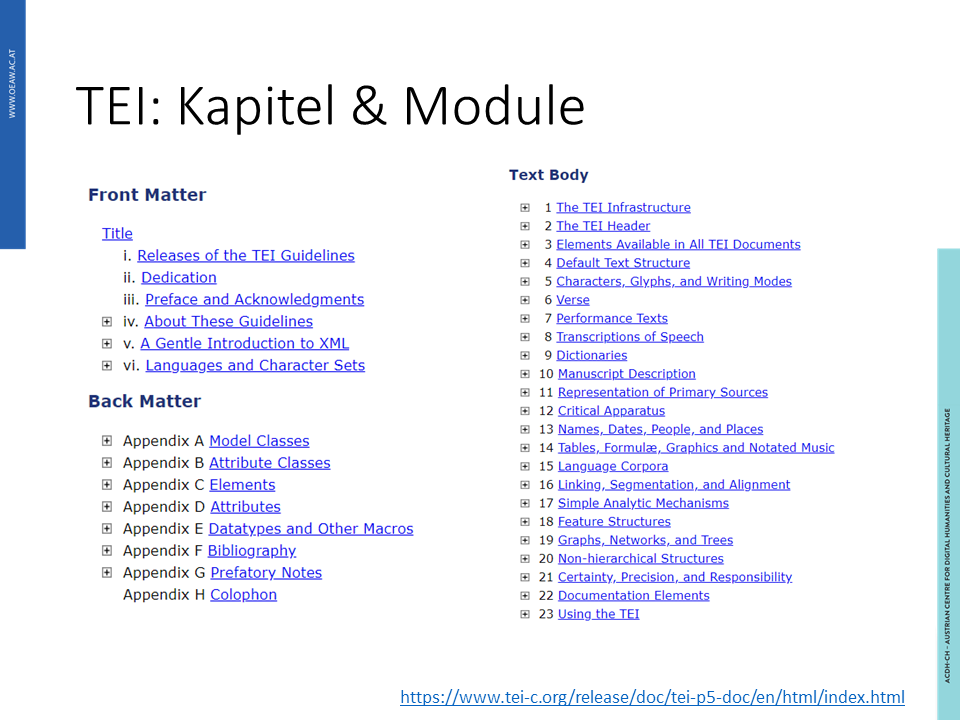 WWW.OEAW.AC.AT
TEI: Kapitel & Module
Front Matter
Title
i. Releases of the TEI Guidelines
ii. Dedication
iii. Preface and Acknowledgments
iv. About These Guidelines
v. A Gentle Introduction to XML
vi. Languages and Character Sets
Back Matter
Appendix A Model Classes
Appendix B Attribute Classes
Appendix C Elements
Appendix D Attributes
Appendix E Datatypes and Other Macros
Appendix F Bibliography
Appendix G Prefatory Notes
Appendix H Colophon
Text Body
1 The TEI Infrastructure
2 The TEI Header
3 Elements Available in All TEI Documents
4 Default Text Structure
5 Characters, Glyphs, and Writing Modes
6 Verse
7 Performance Texts
8 Transcriptions of Speech
9 Dictionaries
10 Manuscript Description
11 Representation of Primary Sources
12 Critical Apparatus
13 Names, Dates, People, and Places
14 Tables, Formulæ, Graphics and Notated Music
15 Language Corpora
16 Linking, Segmentation, and Alignment
17 Simple Analytic Mechanisms
18 Feature Structures
19 Graphs, Networks, and Trees
20 Non-hierarchical Structures
21 Certainty, Precision, and Responsibility
22 Documentation Elements
23 Using the TEI
https://www.tei-c.org/release/doc/tei-p5-doc/en/html/index.html
ACDH-CH – AUSTRIAN CENTRE FOR DIGITAL HUMANITIES AND CULTURAL HERITAGE